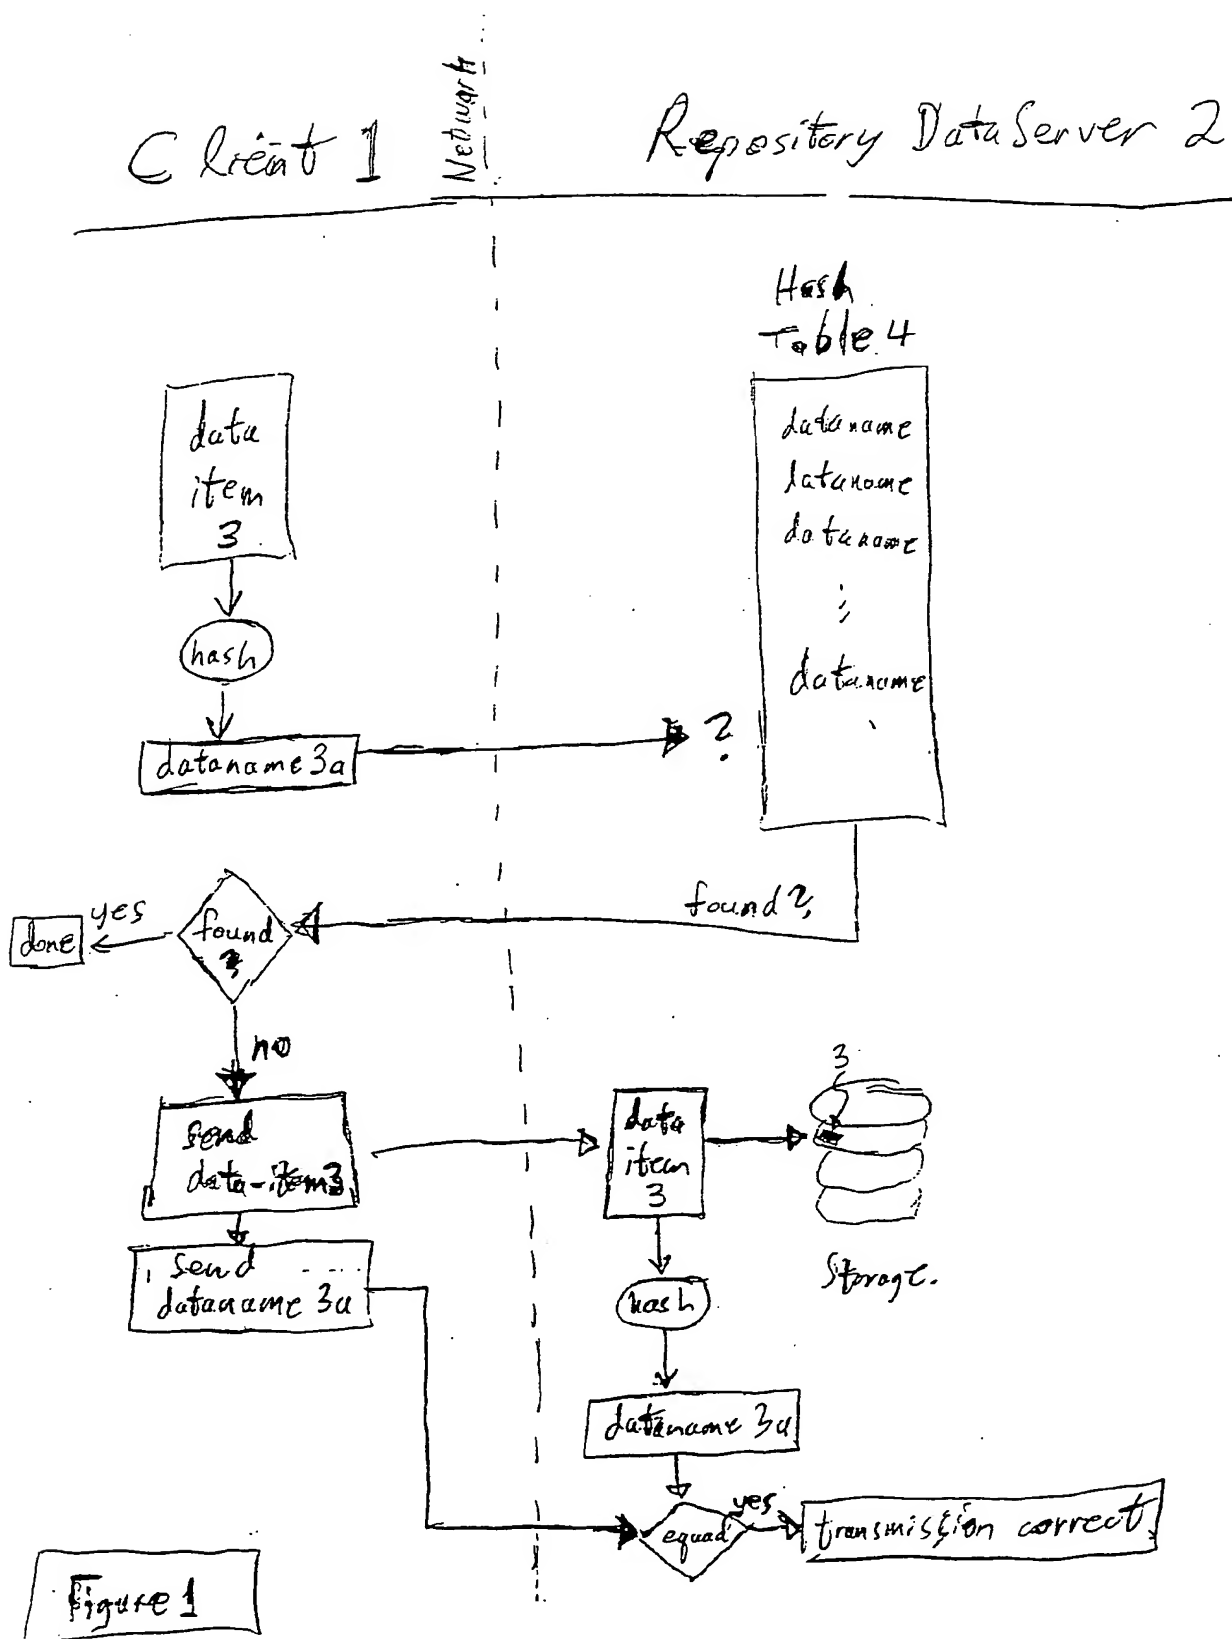 Network
Client 1
Repository DataServer 2
Hash
Table 4
data
item
3
dataname
dataname
dataname
dataname
hash
dataname 3a
?
found?
yes
done
found
?
no
send
data-item3
data
item
3
3
Storage.
send
dataname 3a
hash
dataname 3a
equal
yes
transmission correct
Figure 1